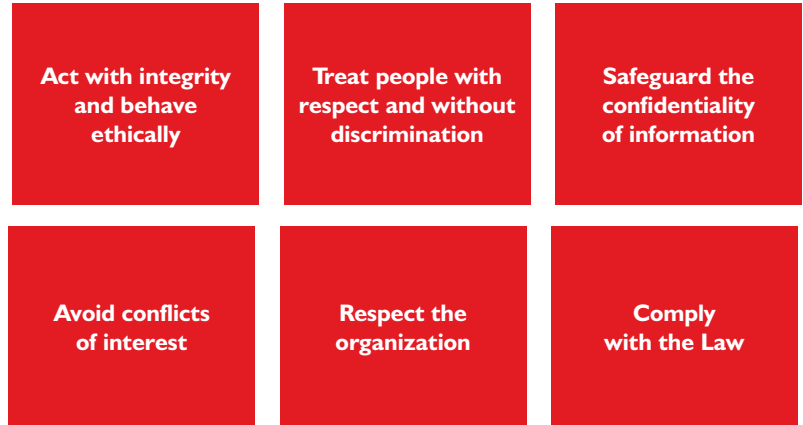 Act with integrity
and behave
ethically
Treat people with
respect and without
discrimination
Safeguard the
confidentiality
of information
Avoid conflicts
of interest
Respect the
organization
Comply
with the Law